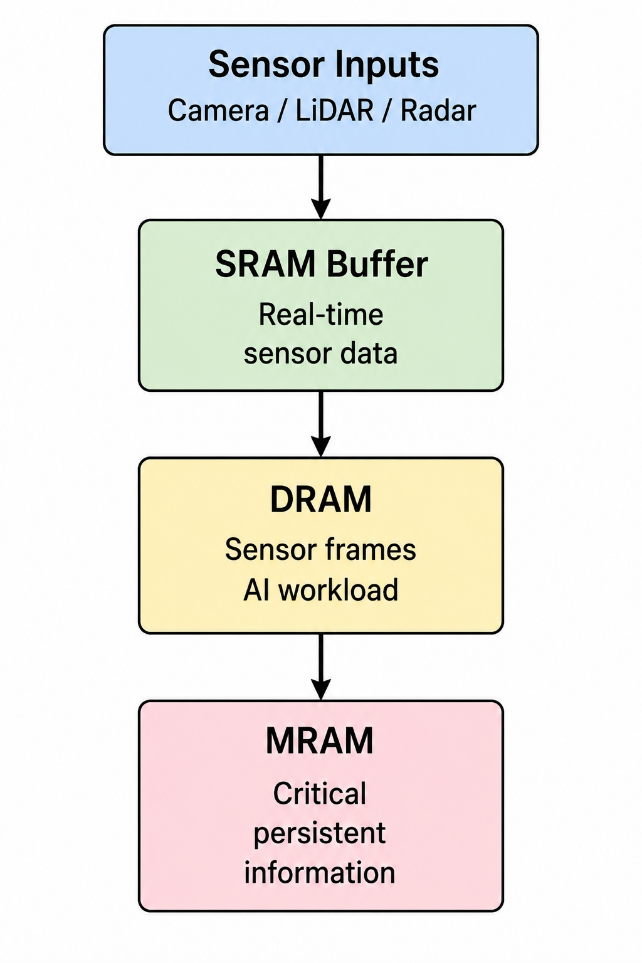 Sensor Inputs
Camera / LiDAR / Radar
SRAM Buffer
Real-time
sensor data
DRAM
Sensor frames
AI workload
MRAM
Critical
persistent
information